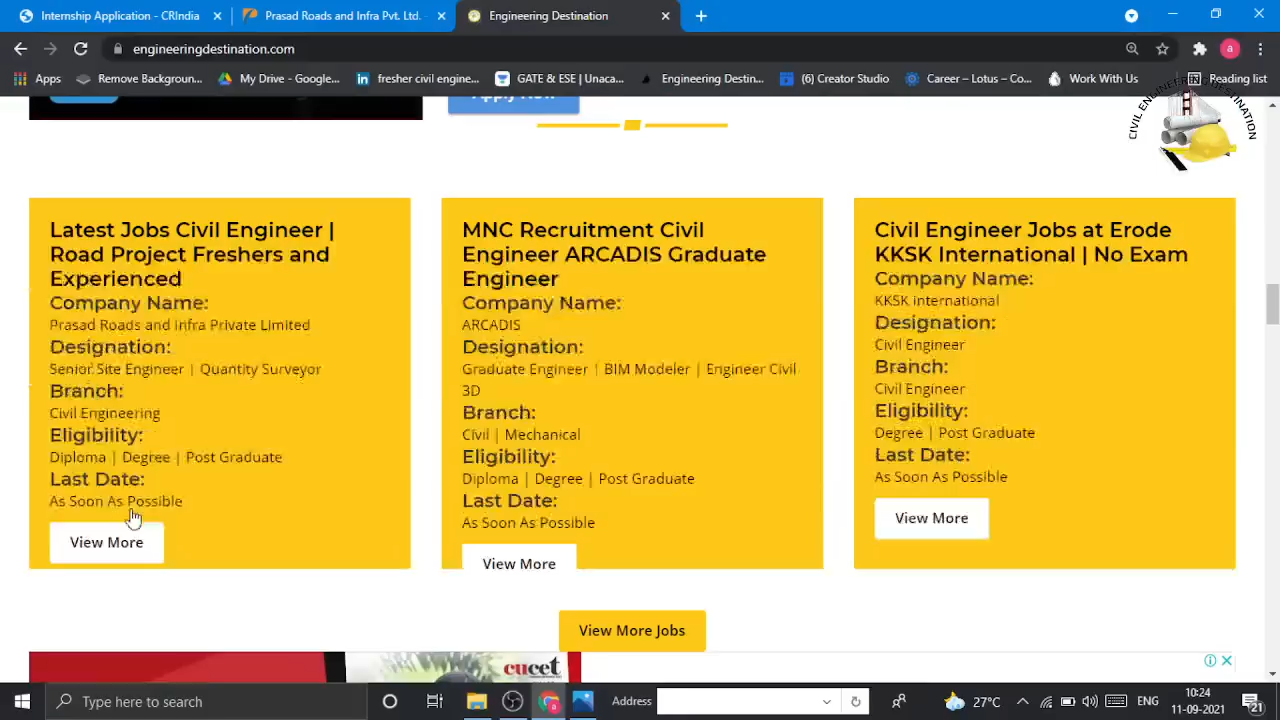 Internship Application - CRIndia
Prasad Roads and Infra Pvt. Ltd. -
Engineering Destination
engineeringdestination.com
Apps
Remove Backgroun...
My Drive - Google...
fresher civil engine...
GATE & ESE | Unaca...
Engineering Destin...
(6) Creator Studio
Career – Lotus – Co...
Work With Us
Reading list
CIVIL ENGINEERING DESTINATION
Apply Now
Latest Jobs Civil Engineer |
Road Project Freshers and
Experienced
Company Name:
Prasad Roads and Infra Private Limited
Designation:
Senior Site Engineer | Quantity Surveyor
Branch:
Civil Engineering
Eligibility:
Diploma | Degree | Post Graduate
Last Date:
As Soon As Possible
View More
MNC Recruitment Civil
Engineer ARCADIS Graduate
Engineer
Company Name:
ARCADIS
Designation:
Graduate Engineer | BIM Modeler | Engineer Civil
3D
Branch:
Civil | Mechanical
Eligibility:
Diploma | Degree | Post Graduate
Last Date:
As Soon As Possible
View More
Civil Engineer Jobs at Erode
KKSK International | No Exam
Company Name:
KKSK international
Designation:
Civil Engineer
Branch:
Civil Engineer
Eligibility:
Degree | Post Graduate
Last Date:
As Soon As Possible
View More
View More Jobs
cucet
Type here to search
Address
27°C
ENG
10:24
11-09-2021
21